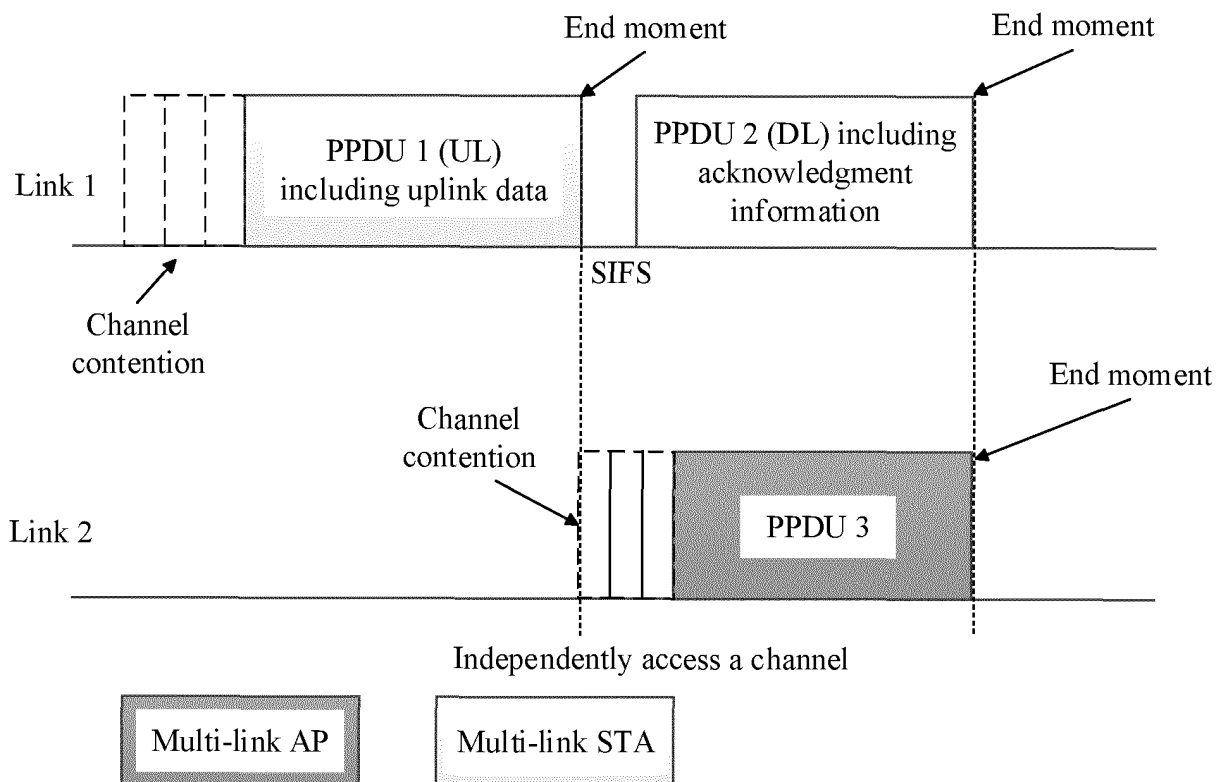 End moment
End moment
Link 1
PPDU 1 (UL)
including uplink data
PPDU 2 (DL) including
acknowledgment
information
SIFS
Channel
contention
End moment
Channel
contention
Link 2
PPDU 3
Independently access a channel
Multi-link AP
Multi-link STA